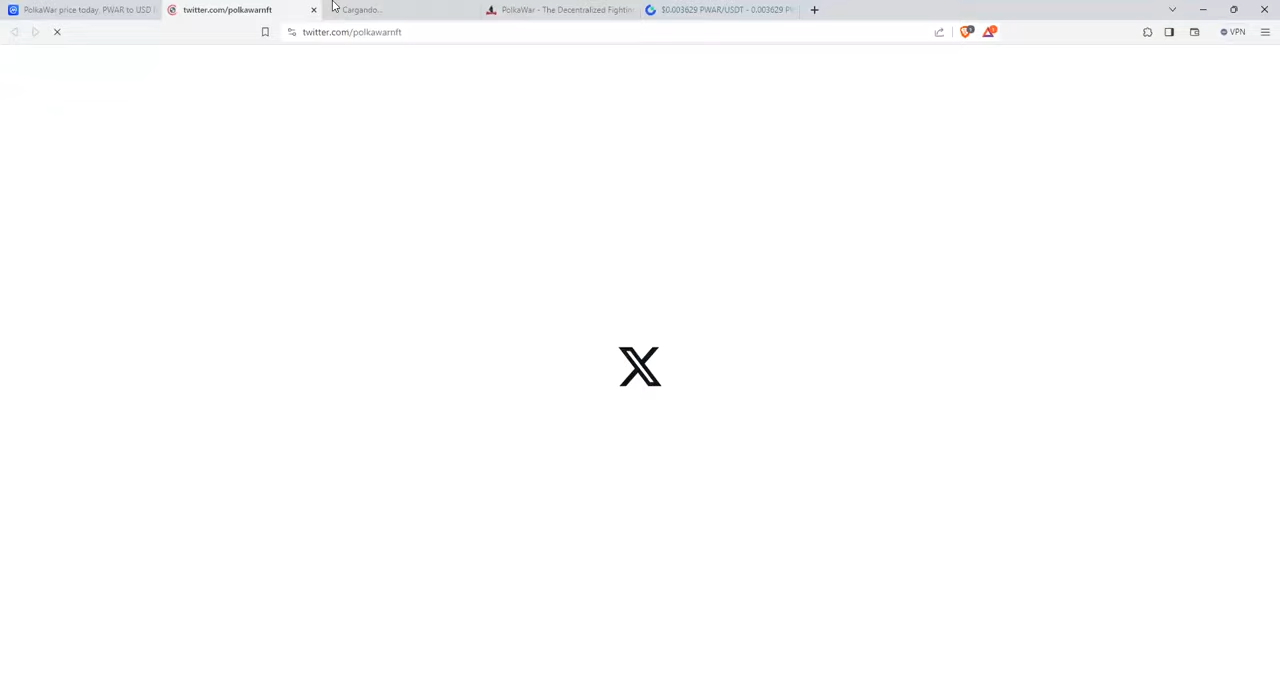 PolkaWar price today, PWAR to USD l
twitter.com/polkawarnft
Cargando...
PolkaWar - The Decentralized Fighting
$0.003629 PWAR/USDT - 0.003629 PW
twitter.com/polkawarnft
VPN
X